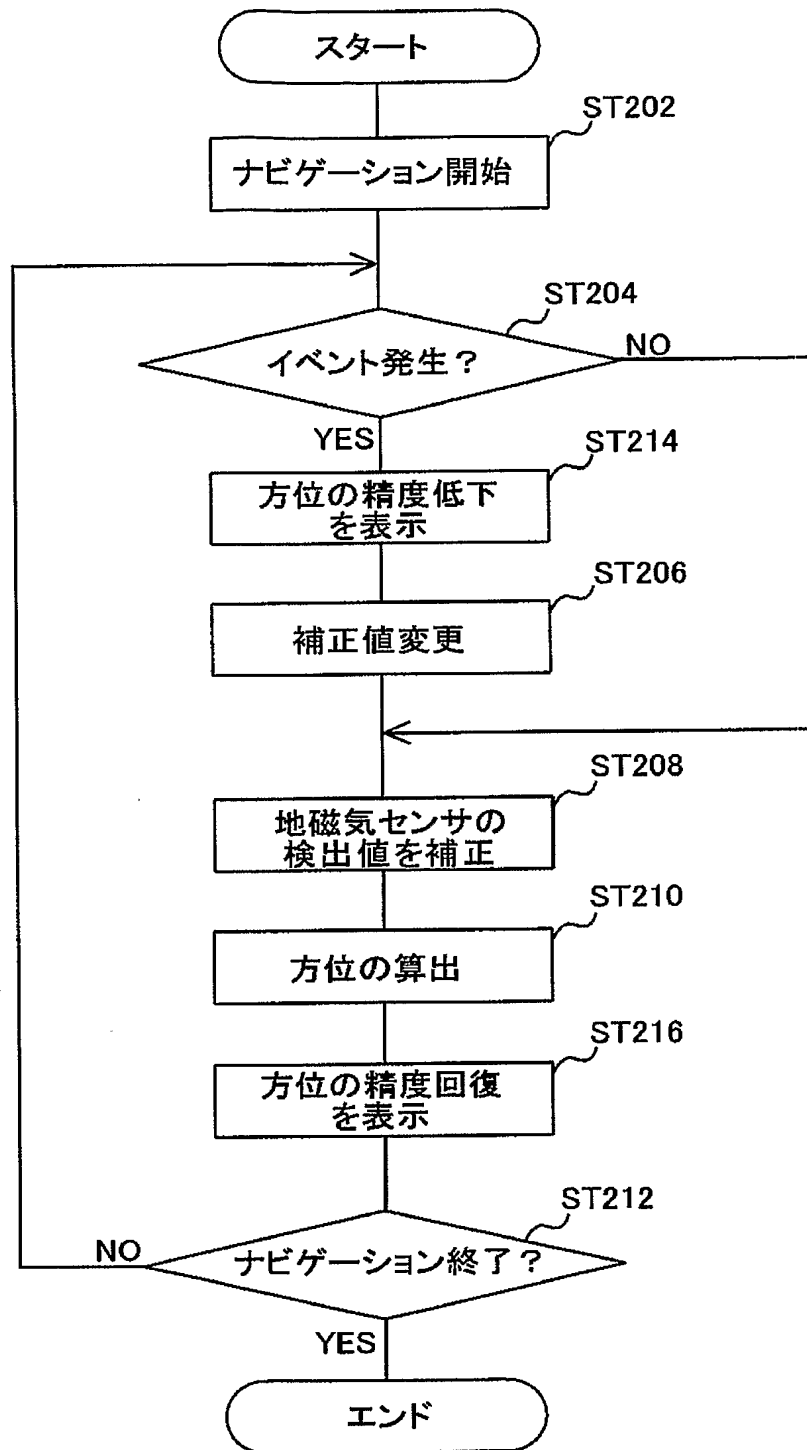 スタート
ST202
ナビゲーション開始
ST204
イベント発生？
NO
YES
ST214
方位の精度低下
を表示
ST206
補正値変更
ST208
地磁気センサの
検出値を補正
ST210
方位の算出
ST216
方位の精度回復
を表示
ST212
NO
ナビゲーション終了？
YES
エンド